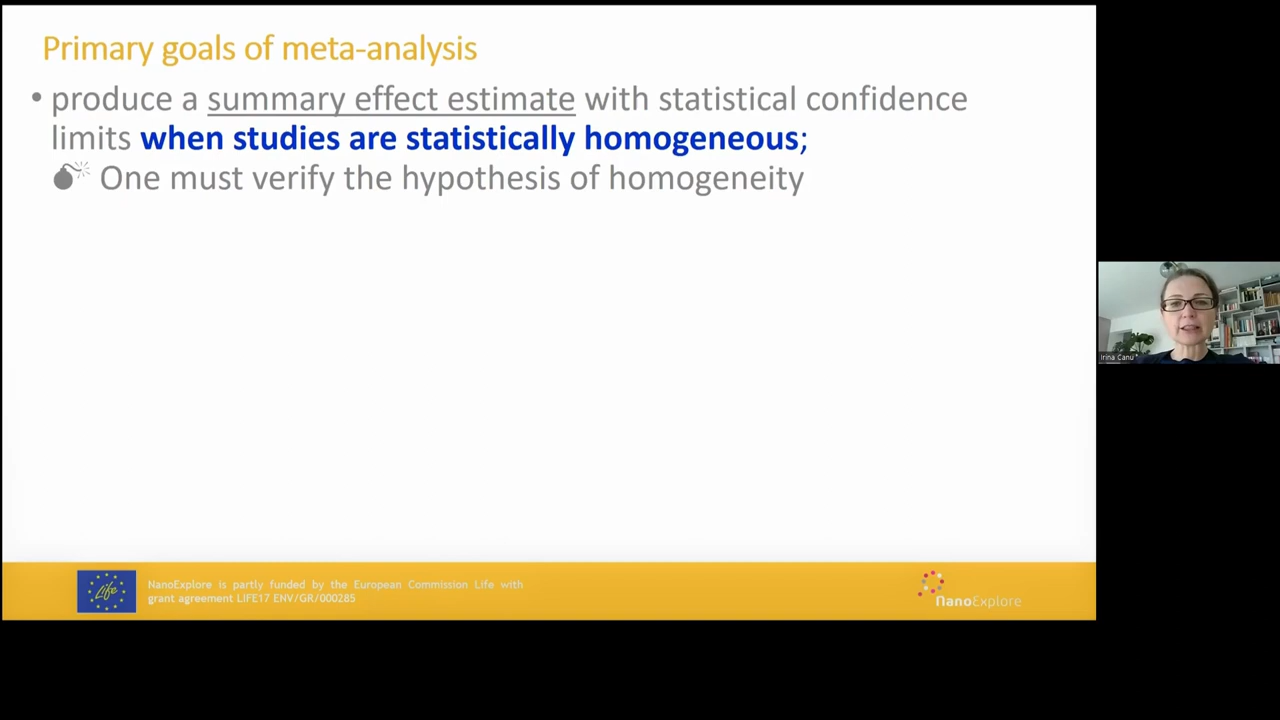 Primary goals of meta-analysis
• produce a summary effect estimate with statistical confidence
limits when studies are statistically homogeneous;
One must verify the hypothesis of homogeneity
Irina Canu
Life
NanoExplore is partly funded by the European Commission Life with
grant agreement LIFE17 ENV/GR/000285
NanoExplore